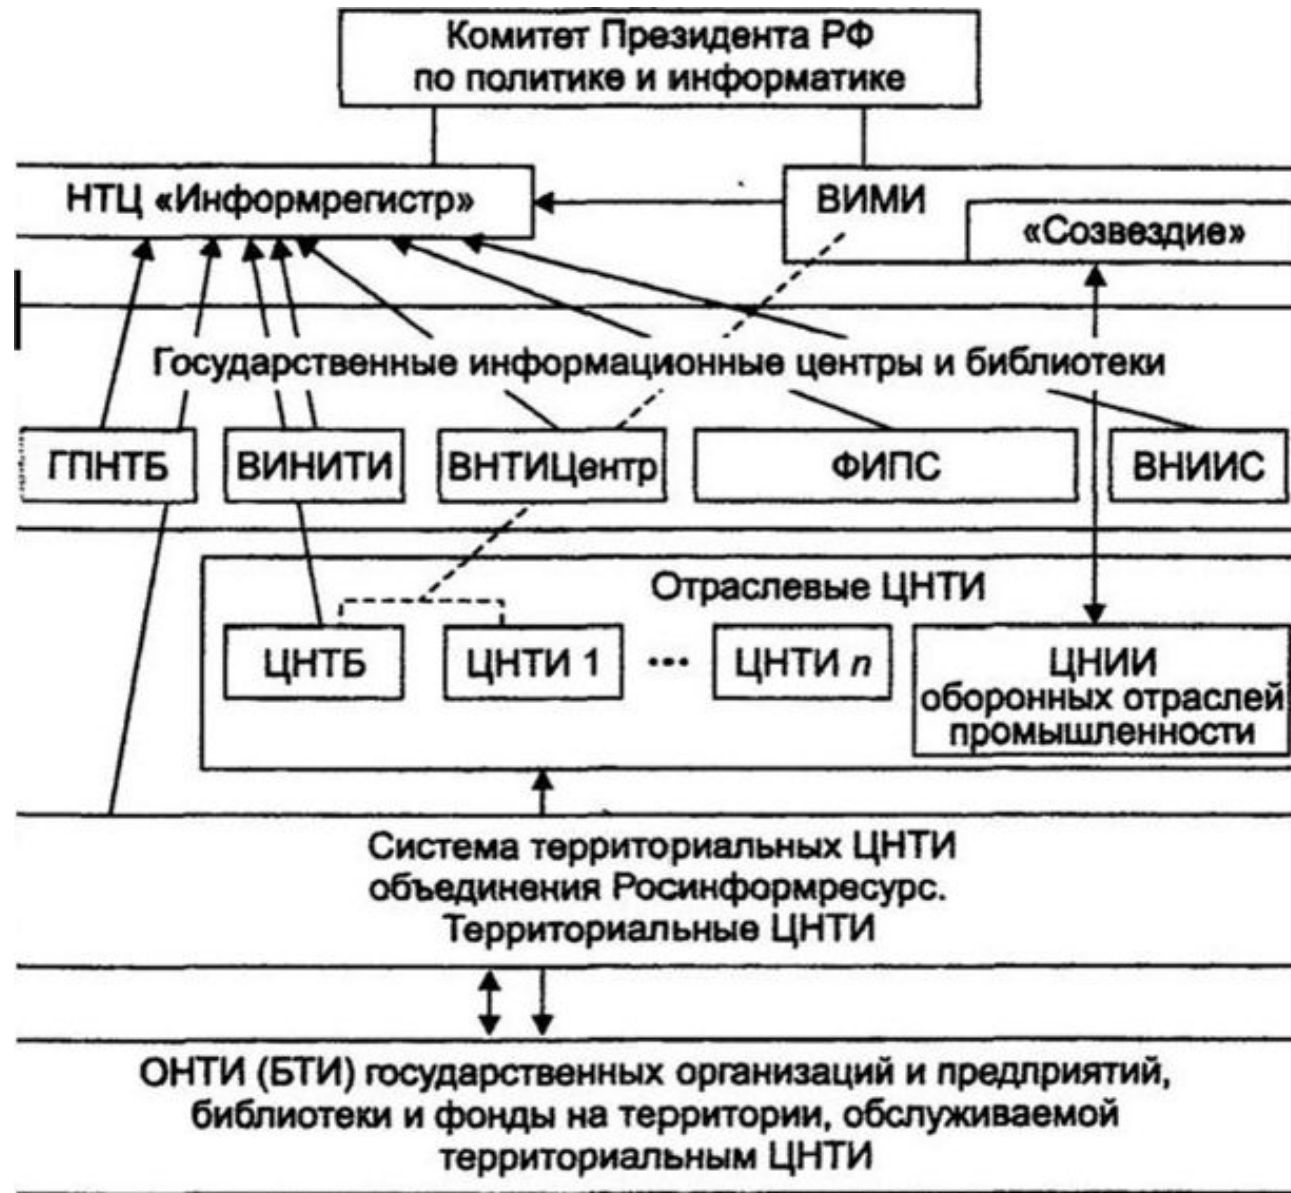 Комитет Президента РФ
по политике и информатике
НТЦ «Информрегистр»
ВИМИ
«Созвездие»
Государственные информационные центры и библиотеки
ГПНТБ
ВИНИТИ
ВНТИЦентр
ФИПС
ВНИИС
Отраслевые ЦНТИ
ЦНТБ
ЦНТИ 1
...
ЦНТИ n
ЦНИИ
оборонных отраслей
промышленности
Система территориальных ЦНТИ
объединения Росинформресурс.
Территориальные ЦНТИ
ОНТИ (БТИ) государственных организаций и предприятий,
библиотеки и фонды на территории, обслуживаемой
территориальным ЦНТИ